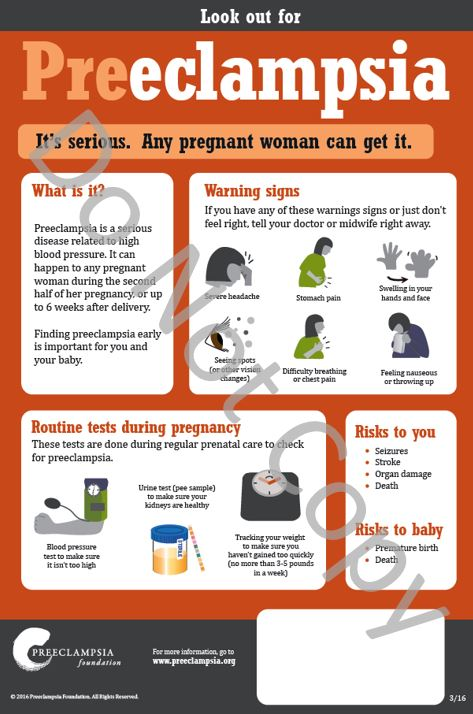 Look out for
Preeclampsia
It's serious. Any pregnant woman can get it.
What is it?
Preeclampsia is a serious
disease related to high
blood pressure. It can
happen to any pregnant
woman during the second
half of her pregnancy, or up
to 6 weeks after delivery.
Finding preeclampsia early
is important for you and
your baby.
Warning signs
If you have any of these warnings signs or just don't
feel right, tell your doctor or midwife right away.
Severe headache
Stomach pain
Swelling in your
hands and face
Seeing spots
(or other vision
changes)
Difficulty breathing
or chest pain
Feeling nauseous
or throwing up
Routine tests during pregnancy
These tests are done during regular prenatal care to check
for preeclampsia.
Blood pressure
test to make sure
it isn't too high
Urine test (pee sample)
to make sure your
kidneys are healthy
Tracking your weight
to make sure you
haven't gained too quickly
(no more than 3-5 pounds
in a week)
Risks to you
• Seizures
• Stroke
• Organ damage
• Death
Risks to baby
• Premature birth
• Death
Do Not Copy
PREECLAMPSIA
foundation
For more information, go to
www.preeclampsia.org
© 2016 Preeclampsia Foundation. All Rights Reserved.
3/16